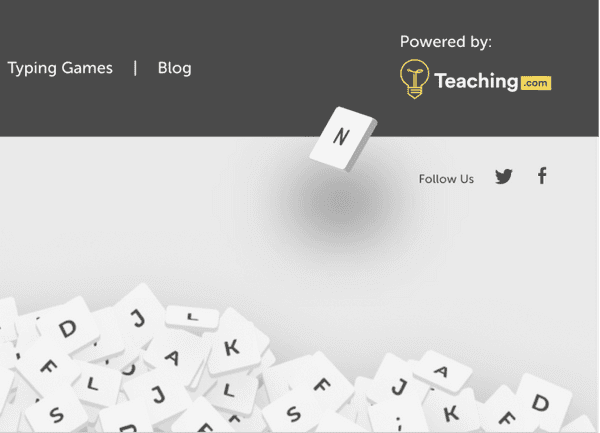 Powered by:
Typing Games | Blog
Teaching.com
N
Follow Us
L
D
J
K
A
A
F
L
J
L
F
J
D
S
S
;
K
F